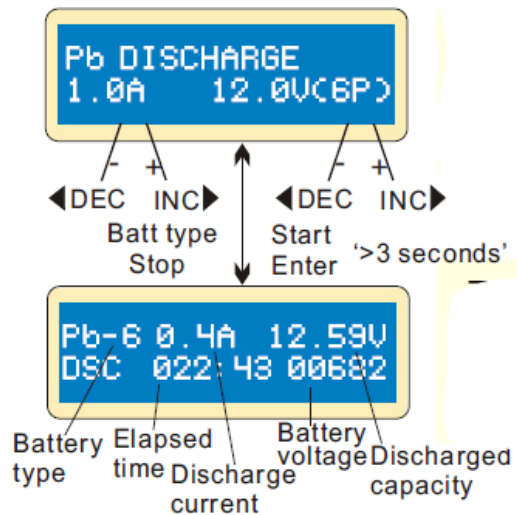 Pb DISCHARGE
1.0A 12.0V(6P)
- + - +
◀DEC INC▶ ◀DEC INC▶
Batt type Start
Stop Enter '>3 seconds'
Pb-6 0.4A 12.59V
DSC 022:43 00682
Battery type
Elapsed time
Discharge current
Battery voltage
Discharged capacity